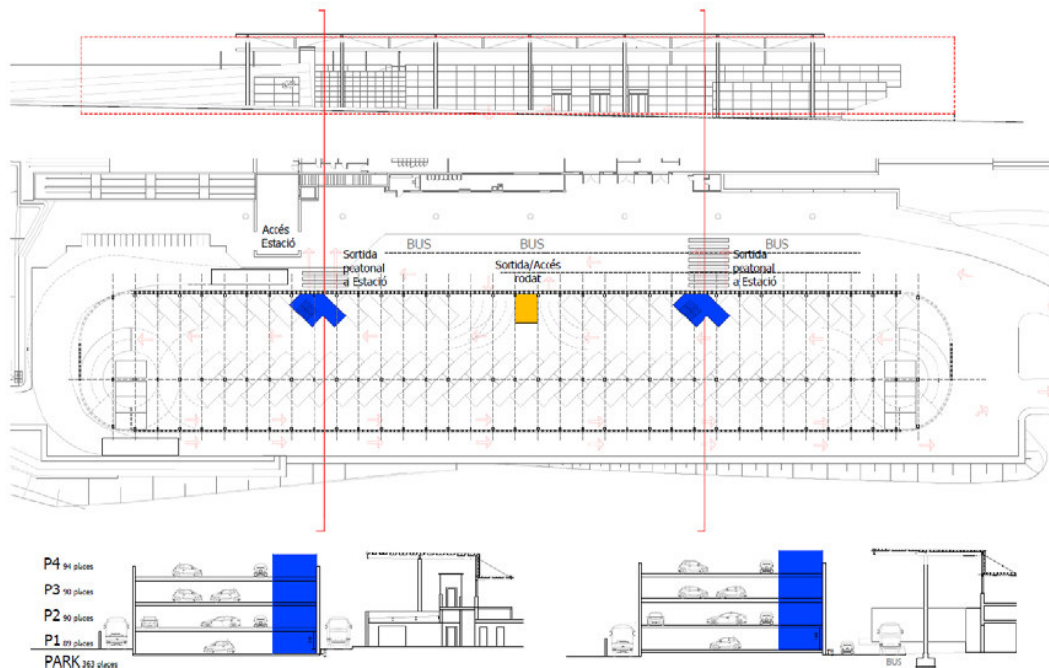 Accés
Estació
BUS
BUS
BUS
Sortida
peatonal
a Estació
Sortida/Accés
rodat
Sortida
peatonal
a Estació
P4 94 places
P3 90 places
P2 90 places
P1 89 places
PARK 363 places
BUS